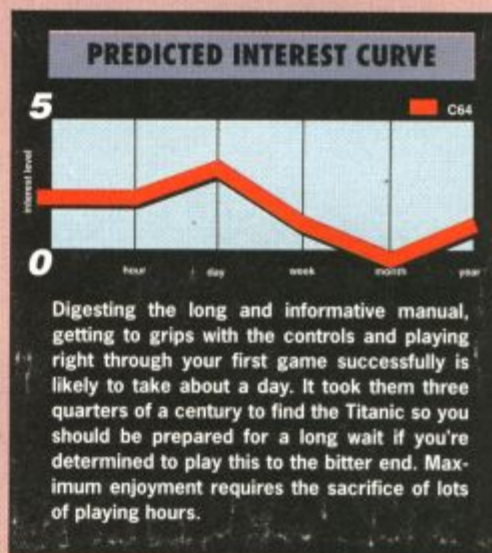 PREDICTED INTEREST CURVE
5
C64
Interest level
0
hour day week month year
Digesting the long and informative manual,
getting to grips with the controls and playing
right through your first game successfully is
likely to take about a day. It took them three
quarters of a century to find the Titanic so you
should be prepared for a long wait if you're
determined to play this to the bitter end. Max-
imum enjoyment requires the sacrifice of lots
of playing hours.